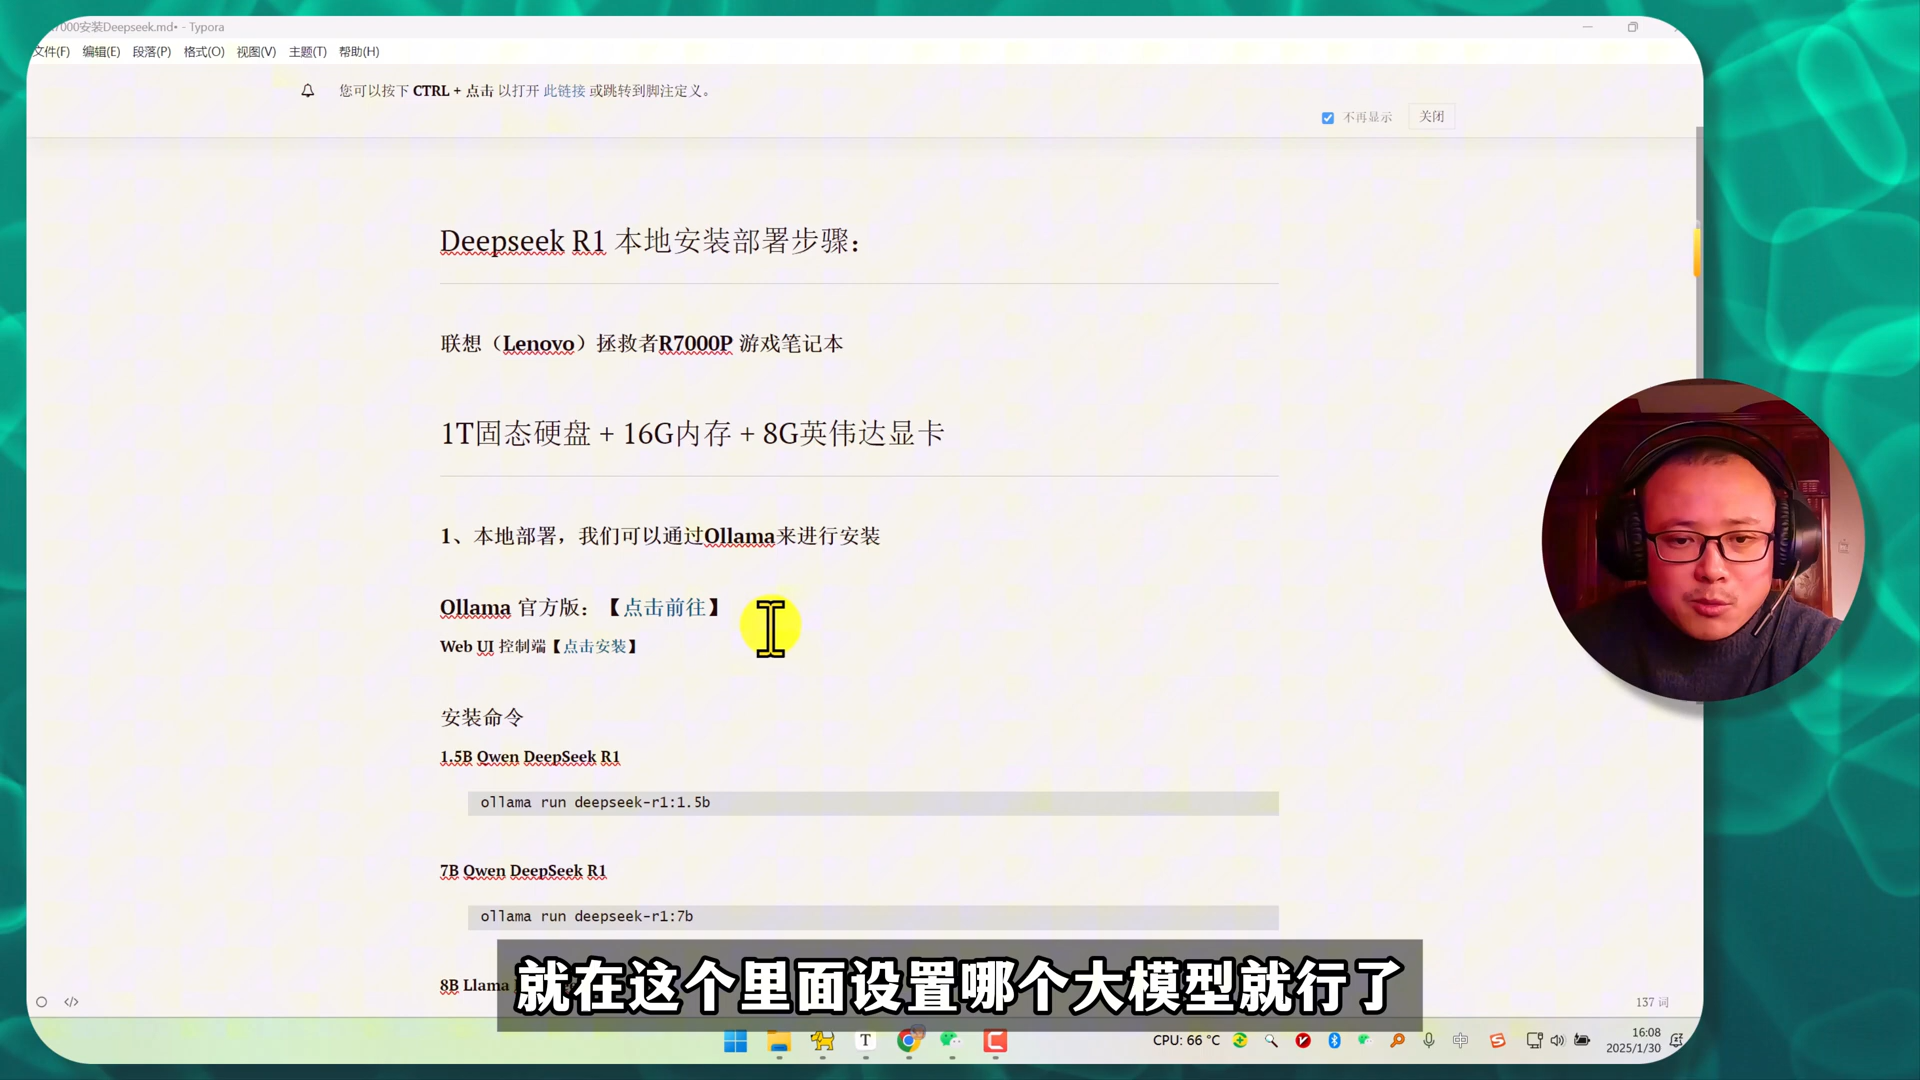 7000安装Deepseek.md• - Typora
文件(F) 编辑(E) 段落(P) 格式(O) 视图(V) 主题(T) 帮助(H)
您可以按下 CTRL + 点击 以打开 此链接 或跳转到脚注定义。
不再显示 关闭
Deepseek R1 本地安装部署步骤：
联想（Lenovo）拯救者R7000P 游戏笔记本
1T固态硬盘 + 16G内存 + 8G英伟达显卡
1、本地部署，我们可以通过Ollama来进行安装
Ollama 官方版：【点击前往】
Web UI 控制端【点击安装】
安装命令
1.5B Qwen DeepSeek R1
ollama run deepseek-r1:1.5b
7B Qwen DeepSeek R1
ollama run deepseek-r1:7b
8B Llama
就在这个里面设置哪个大模型就行了
137 词
CPU: 66 °C
中
16:08
2025/1/30